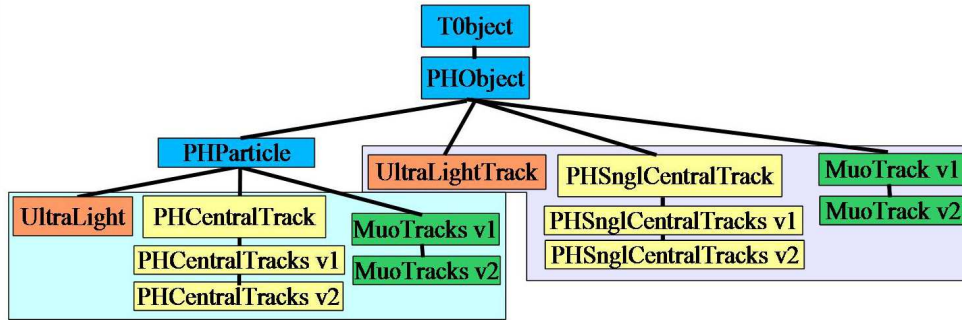 T0bject
PHObject
PHParticle
UltraLightTrack
PHSnglCentralTrack
MuoTrack v1
MuoTrack v2
UltraLight
PHCentralTrack
MuoTracks v1
PHSnglCentralTracks v1
PHCentralTracks v1
MuoTracks v2
PHSnglCentralTracks v2
PHCentralTracks v2